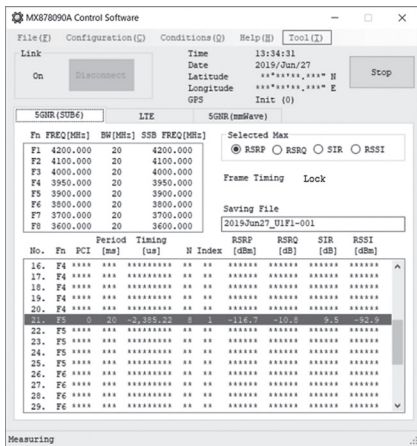 MX878090A Control Software
File(F) Configuration(C) Conditions(O) Help(H) Tool(T)
Link
On Disconnect
Time 13:34:31
Date 2019/Jun/27
Latitude **°**'**.***" N
Longitude ***°**'**.***" E
GPS Init (0)
Stop
5GNR(SUB6) LTE 5GNR(mmWave)
Fn FREQ[MHz] BW[MHz] SSB FREQ[MHz]
F1 4200.000 20 4200.000
F2 4100.000 20 4100.000
F3 4000.000 20 4000.000
F4 3950.000 20 3950.000
F5 3900.000 20 3900.000
F6 3800.000 20 3800.000
F7 3700.000 20 3700.000
F8 3600.000 20 3600.000
Selected Max
RSRP RSRQ SIR RSSI
Frame Timing Lock
Saving File
2019Jun27_U1F1-001
Period Timing RSRP RSRQ SIR RSSI
No. Fn PCI [ms] [us] N Index [dBm] [dB] [dB] [dBm]
16. F4 **** *** ********* ** ** ****** ****** ****** ******
17. F4 **** *** ********* ** ** ****** ****** ****** ******
18. F4 **** *** ********* ** ** ****** ****** ****** ******
19. F4 **** *** ********* ** ** ****** ****** ****** ******
20. F4 **** *** ********* ** ** ****** ****** ****** ******
21. F5 0 20 -2,385.22 8 1 -116.7 -10.8 9.5 -92.9
22. F5 **** *** ********* ** ** ****** ****** ****** ******
23. F5 **** *** ********* ** ** ****** ****** ****** ******
24. F5 **** *** ********* ** ** ****** ****** ****** ******
25. F5 **** *** ********* ** ** ****** ****** ****** ******
26. F6 **** *** ********* ** ** ****** ****** ****** ******
27. F6 **** *** ********* ** ** ****** ****** ****** ******
28. F6 **** *** ********* ** ** ****** ****** ****** ******
29. F6 **** *** ********* ** ** ****** ****** ****** ******
Measuring